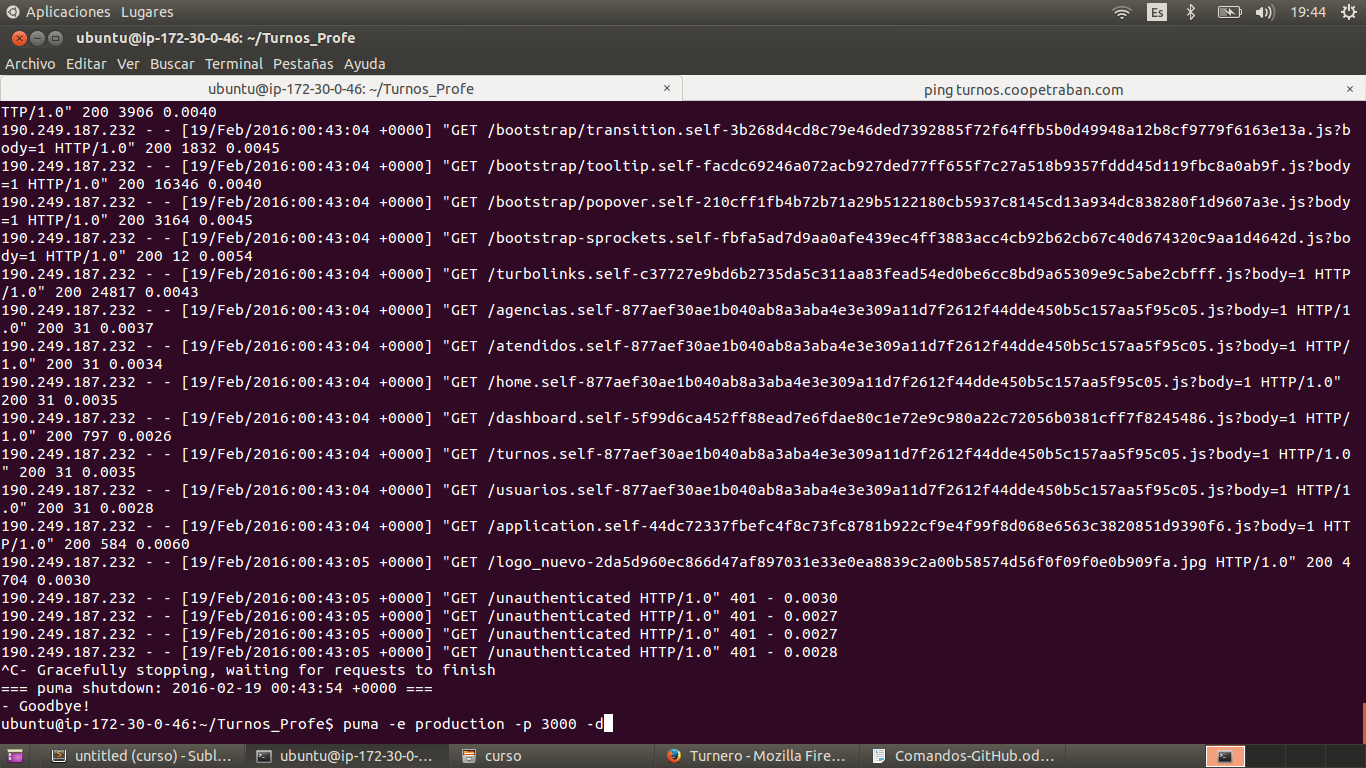 Aplicaciones Lugares
Es
19:44
ubuntu@ip-172-30-0-46: ~/Turnos_Profe
Archivo Editar Ver Buscar Terminal Pestañas Ayuda
ubuntu@ip-172-30-0-46: ~/Turnos_Profe ×
ping turnos.coopetraban.com ×
TTP/1.0" 200 3906 0.0040
190.249.187.232 - - [19/Feb/2016:00:43:04 +0000] "GET /bootstrap/transition.self-3b268d4cd8c79e46ded7392885f72f64ffb5b0d49948a12b8cf9779f6163e13a.js?b
ody=1 HTTP/1.0" 200 1832 0.0045
190.249.187.232 - - [19/Feb/2016:00:43:04 +0000] "GET /bootstrap/tooltip.self-facdc69246a072acb927ded77ff655f7c27a518b9357fddd45d119fbc8a0ab9f.js?body
=1 HTTP/1.0" 200 16346 0.0040
190.249.187.232 - - [19/Feb/2016:00:43:04 +0000] "GET /bootstrap/popover.self-210cff1fb4b72b71a29b5122180cb5937c8145cd13a934dc838280f1d9607a3e.js?body
=1 HTTP/1.0" 200 3164 0.0045
190.249.187.232 - - [19/Feb/2016:00:43:04 +0000] "GET /bootstrap-sprockets.self-fbfa5ad7d9aa0afe439ec4ff3883acc4cb92b62cb67c40d674320c9aa1d4642d.js?bo
dy=1 HTTP/1.0" 200 12 0.0054
190.249.187.232 - - [19/Feb/2016:00:43:04 +0000] "GET /turbolinks.self-c37727e9bd6b2735da5c311aa83fead54ed0be6cc8bd9a65309e9c5abe2cbfff.js?body=1 HTTP
/1.0" 200 24817 0.0043
190.249.187.232 - - [19/Feb/2016:00:43:04 +0000] "GET /agencias.self-877aef30ae1b040ab8a3aba4e3e309a11d7f2612f44dde450b5c157aa5f95c05.js?body=1 HTTP/1
.0" 200 31 0.0037
190.249.187.232 - - [19/Feb/2016:00:43:04 +0000] "GET /atendidos.self-877aef30ae1b040ab8a3aba4e3e309a11d7f2612f44dde450b5c157aa5f95c05.js?body=1 HTTP/
1.0" 200 31 0.0034
190.249.187.232 - - [19/Feb/2016:00:43:04 +0000] "GET /home.self-877aef30ae1b040ab8a3aba4e3e309a11d7f2612f44dde450b5c157aa5f95c05.js?body=1 HTTP/1.0"
200 31 0.0035
190.249.187.232 - - [19/Feb/2016:00:43:04 +0000] "GET /dashboard.self-5f99d6ca452ff88ead7e6fdae80c1e72e9c980a22c72056b0381cff7f8245486.js?body=1 HTTP/
1.0" 200 797 0.0026
190.249.187.232 - - [19/Feb/2016:00:43:04 +0000] "GET /turnos.self-877aef30ae1b040ab8a3aba4e3e309a11d7f2612f44dde450b5c157aa5f95c05.js?body=1 HTTP/1.0
" 200 31 0.0035
190.249.187.232 - - [19/Feb/2016:00:43:04 +0000] "GET /usuarios.self-877aef30ae1b040ab8a3aba4e3e309a11d7f2612f44dde450b5c157aa5f95c05.js?body=1 HTTP/1
.0" 200 31 0.0028
190.249.187.232 - - [19/Feb/2016:00:43:04 +0000] "GET /application.self-44dc72337fbefc4f8c73fc8781b922cf9e4f99f8d068e6563c3820851d9390f6.js?body=1 HTT
P/1.0" 200 584 0.0060
190.249.187.232 - - [19/Feb/2016:00:43:05 +0000] "GET /logo_nuevo-2da5d960ec866d47af897031e33e0ea8839c2a00b58574d56f0f09f0e0b909fa.jpg HTTP/1.0" 200 4
704 0.0030
190.249.187.232 - - [19/Feb/2016:00:43:05 +0000] "GET /unauthenticated HTTP/1.0" 401 - 0.0030
190.249.187.232 - - [19/Feb/2016:00:43:05 +0000] "GET /unauthenticated HTTP/1.0" 401 - 0.0027
190.249.187.232 - - [19/Feb/2016:00:43:05 +0000] "GET /unauthenticated HTTP/1.0" 401 - 0.0027
190.249.187.232 - - [19/Feb/2016:00:43:05 +0000] "GET /unauthenticated HTTP/1.0" 401 - 0.0028
^C- Gracefully stopping, waiting for requests to finish
=== puma shutdown: 2016-02-19 00:43:54 +0000 ===
- Goodbye!
ubuntu@ip-172-30-0-46:~/Turnos_Profe$ puma -e production -p 3000 -d
untitled (curso) - Subl...
ubuntu@ip-172-30-0-...
curso
Turnero - Mozilla Fire...
Comandos-GitHub.od...